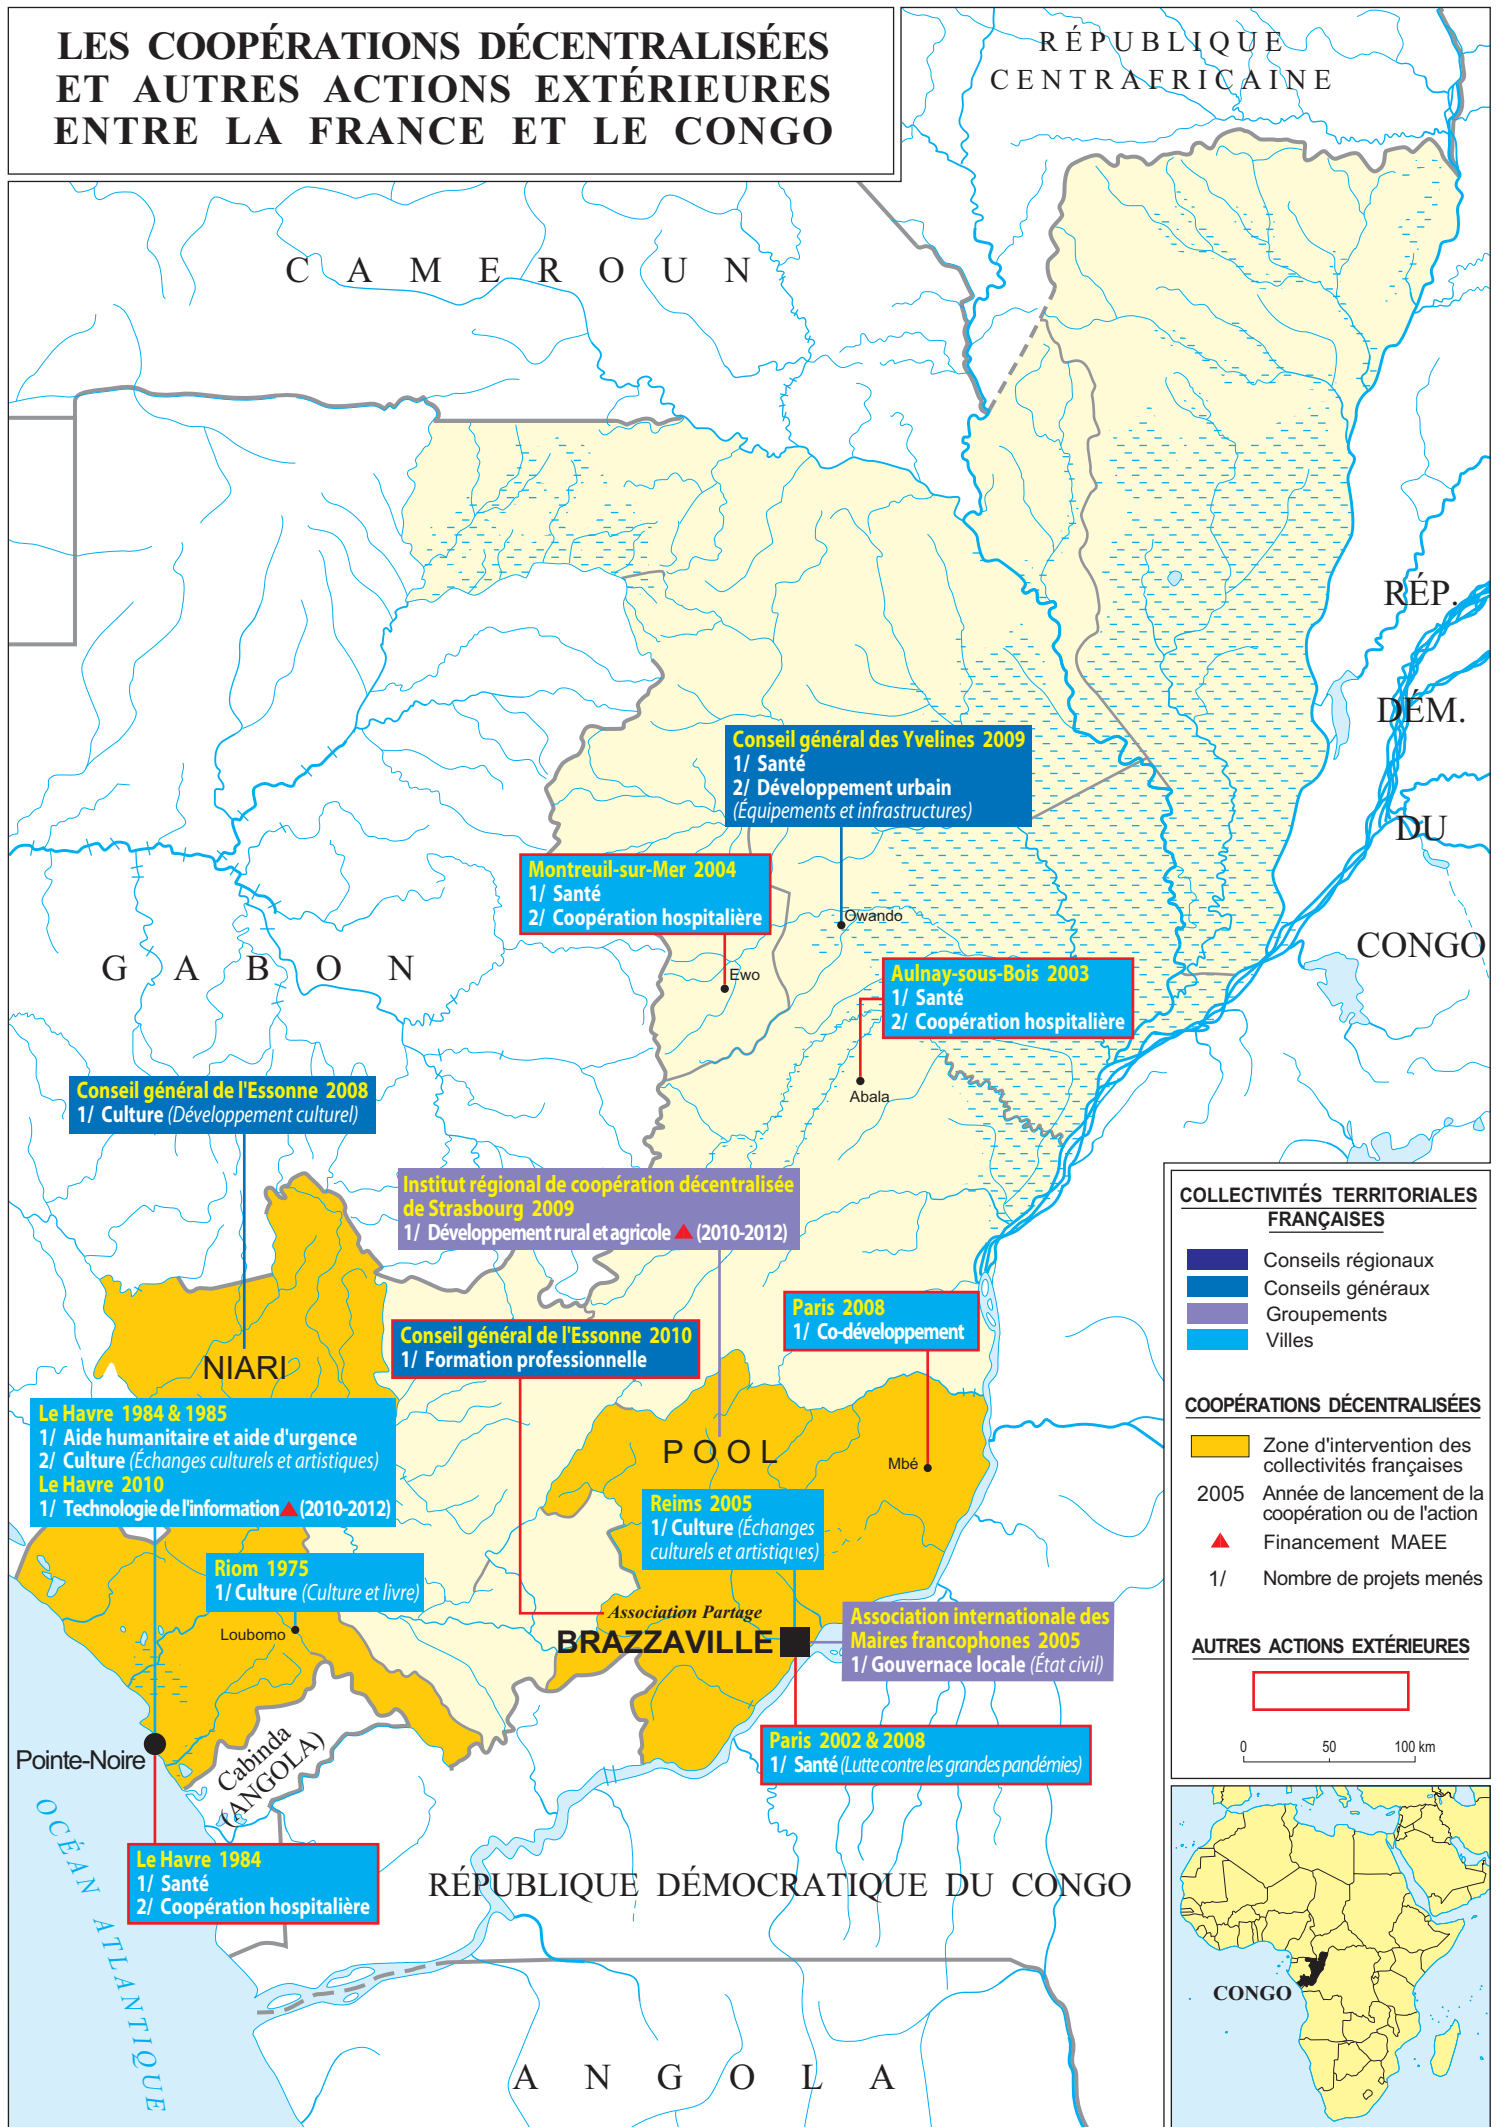 LES COOPÉRATIONS DÉCENTRALISÉES
ET AUTRES ACTIONS EXTÉRIEURES
ENTRE LA FRANCE ET LE CONGO
RÉPUBLIQUE
CENTRAFRICAINE
CAMEROUN
RÉP.
DÉM.
DU
CONGO
Conseil général des Yvelines 2009
1/ Santé
2/ Développement urbain
(Équipements et infrastructures)
Montreuil-sur-Mer 2004
1/ Santé
2/ Coopération hospitalière
Owando
GABON
Ewo
Aulnay-sous-Bois 2003
1/ Santé
2/ Coopération hospitalière
Abala
Conseil général de l'Essonne 2008
1/ Culture (Développement culturel)
Institut régional de coopération décentralisée
de Strasbourg 2009
1/ Développement rural et agricole ▲ (2010-2012)
Paris 2008
1/ Co-développement
Conseil général de l'Essonne 2010
1/ Formation professionnelle
NIARI
Le Havre 1984 & 1985
1/ Aide humanitaire et aide d'urgence
2/ Culture (Échanges culturels et artistiques)
Le Havre 2010
1/ Technologie de l'information ▲ (2010-2012)
POOL
Mbé
Reims 2005
1/ Culture (Échanges
culturels et artistiques)
Riom 1975
1/ Culture (Culture et livre)
Loubomo
Association Partage
BRAZZAVILLE
Association internationale des
Maires francophones 2005
1/ Gouvernace locale (État civil)
Paris 2002 & 2008
1/ Santé (Lutte contre les grandes pandémies)
Pointe-Noire
Cabinda
(ANGOLA)
OCÉAN ATLANTIQUE
Le Havre 1984
1/ Santé
2/ Coopération hospitalière
RÉPUBLIQUE DÉMOCRATIQUE DU CONGO
ANGOLA
COLLECTIVITÉS TERRITORIALES
FRANÇAISES
Conseils régionaux
Conseils généraux
Groupements
Villes
COOPÉRATIONS DÉCENTRALISÉES
Zone d'intervention des
collectivités françaises
2005 Année de lancement de la
coopération ou de l'action
▲ Financement MAEE
1/ Nombre de projets menés
AUTRES ACTIONS EXTÉRIEURES
0 50 100 km
CONGO